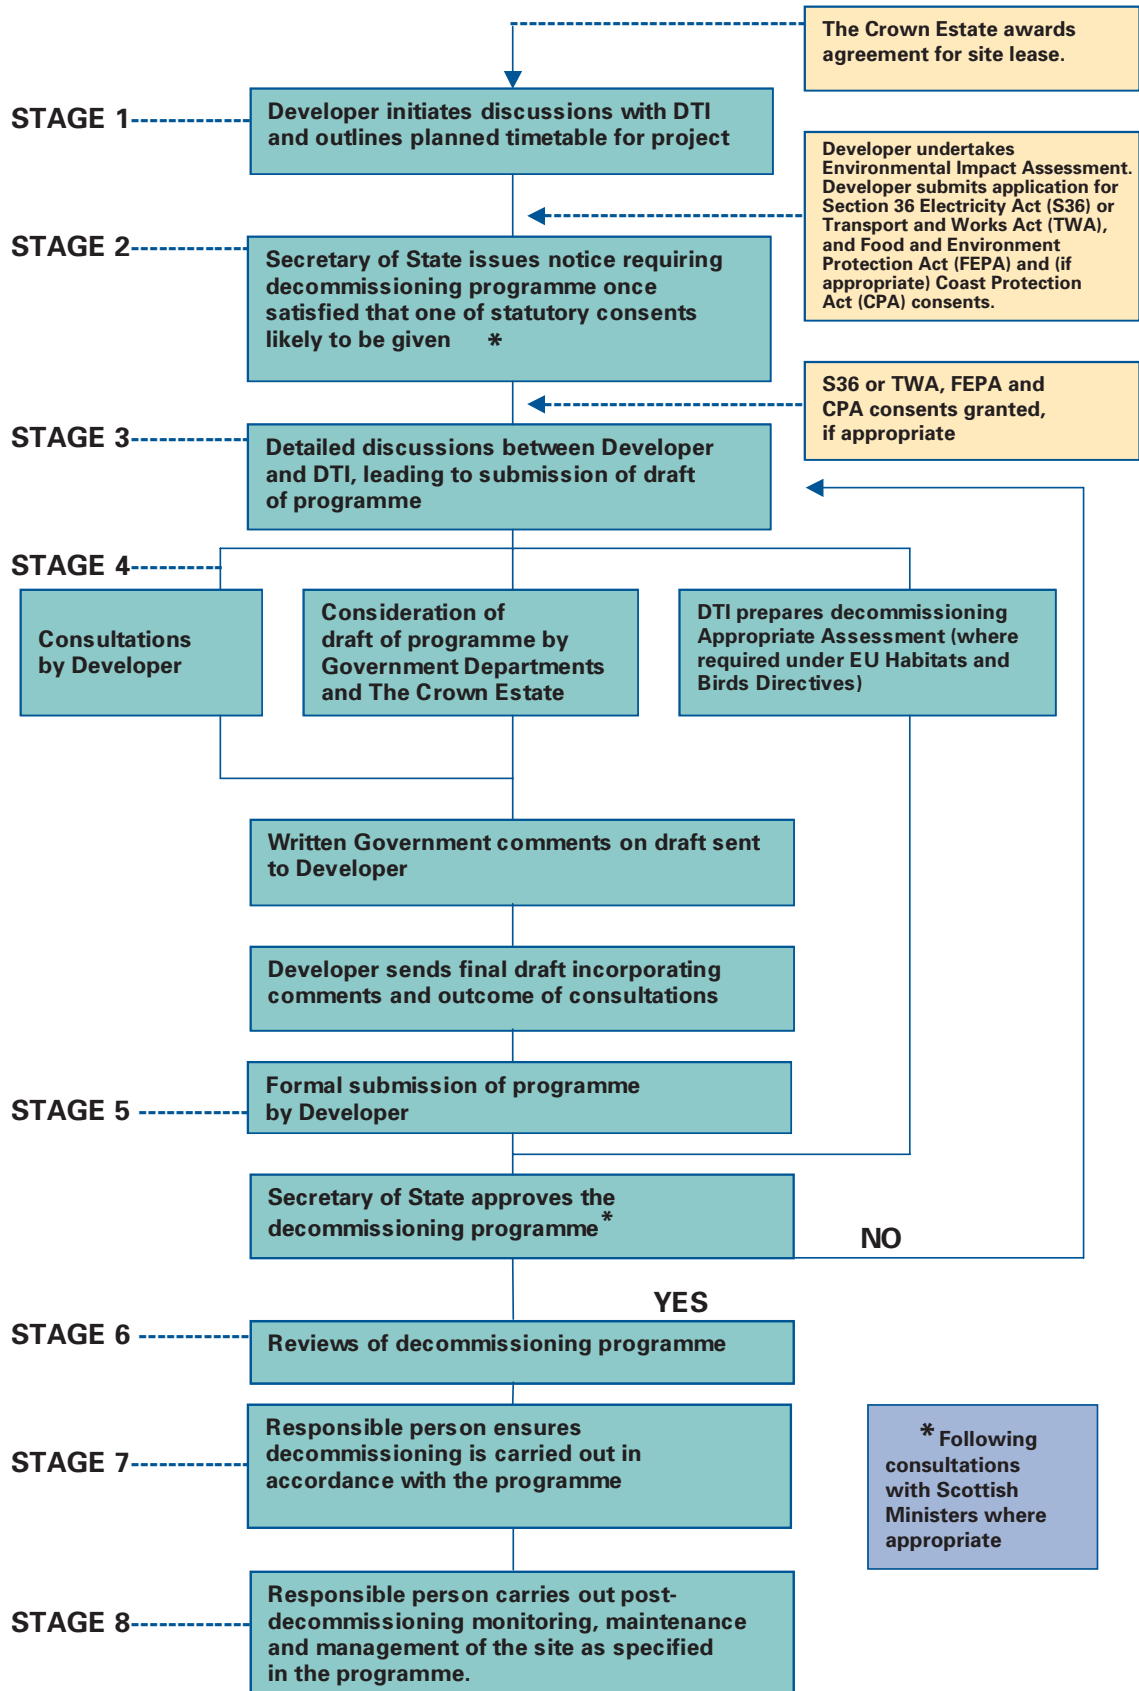 The Crown Estate awards
agreement for site lease.
STAGE 1
Developer initiates discussions with DTI
and outlines planned timetable for project
Developer undertakes
Environmental Impact Assessment.
Developer submits application for
Section 36 Electricity Act (S36) or
Transport and Works Act (TWA),
and Food and Environment
Protection Act (FEPA) and (if
appropriate) Coast Protection
Act (CPA) consents.
STAGE 2
Secretary of State issues notice requiring
decommissioning programme once
satisfied that one of statutory consents
likely to be given *
S36 or TWA, FEPA and
CPA consents granted,
if appropriate
STAGE 3
Detailed discussions between Developer
and DTI, leading to submission of draft
of programme
STAGE 4
Consultations
by Developer
Consideration of
draft of programme by
Government Departments
and The Crown Estate
DTI prepares decommissioning
Appropriate Assessment (where
required under EU Habitats and
Birds Directives)
Written Government comments on draft sent
to Developer
Developer sends final draft incorporating
comments and outcome of consultations
STAGE 5
Formal submission of programme
by Developer
Secretary of State approves the
decommissioning programme*
NO
YES
STAGE 6
Reviews of decommissioning programme
STAGE 7
Responsible person ensures
decommissioning is carried out in
accordance with the programme
* Following
consultations
with Scottish
Ministers where
appropriate
STAGE 8
Responsible person carries out post-
decommissioning monitoring, maintenance
and management of the site as specified
in the programme.